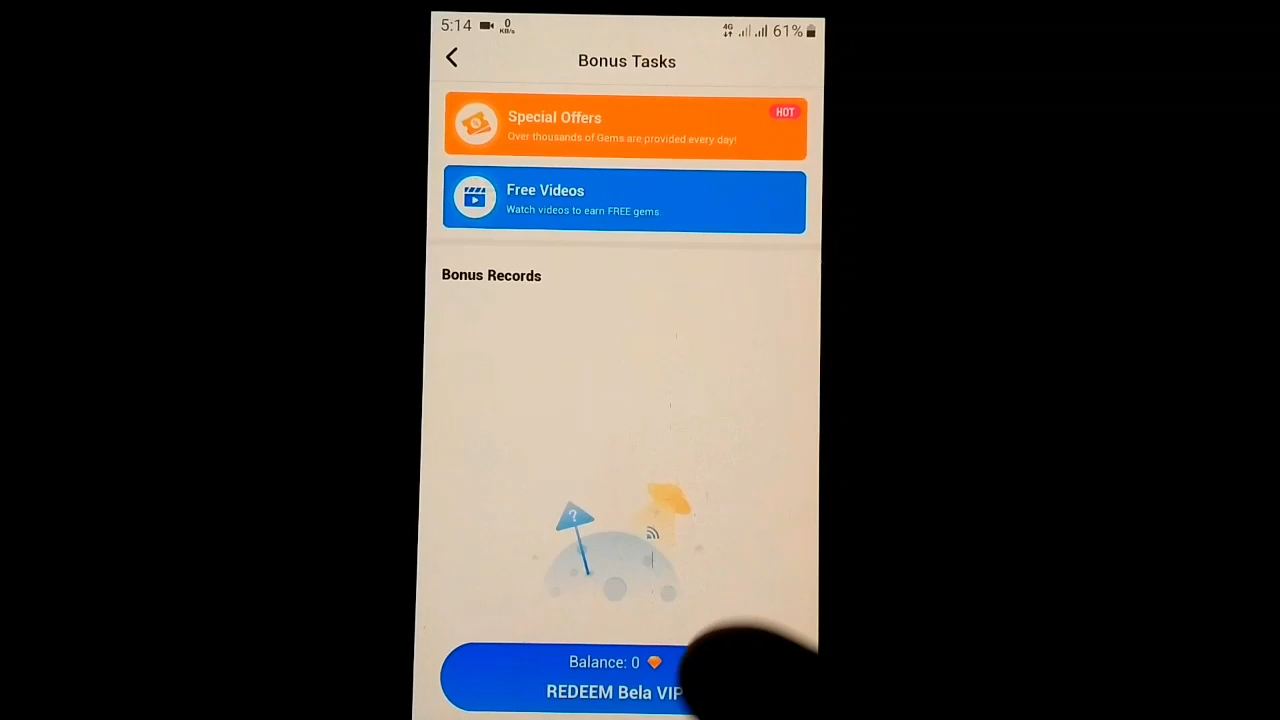 5:14 0 KB/s 4G 61%
Bonus Tasks
Special Offers HOT
Over thousands of Gems are provided every day!
Free Videos
Watch videos to earn FREE gems
Bonus Records
?
Balance: 0
REDEEM Bela VIP